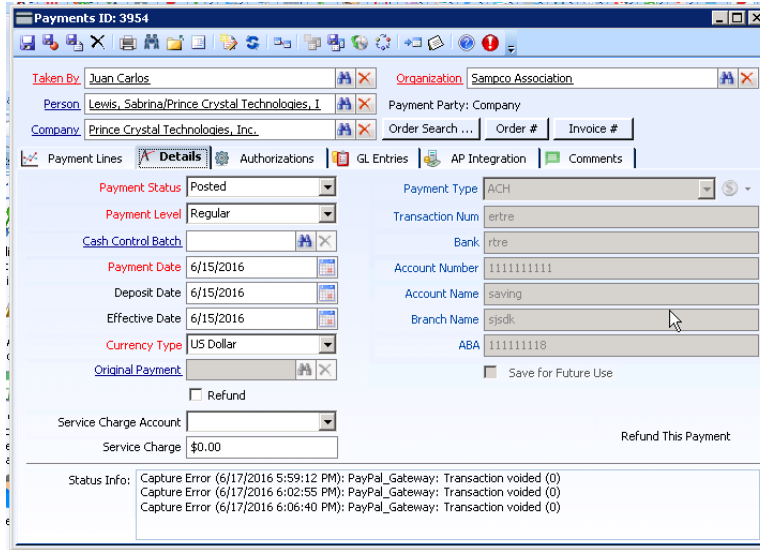 Payments ID: 3954
Taken By Juan Carlos Organization Sampco Association
Person Lewis, Sabrina/Prince Crystal Technologies, I Payment Party: Company
Company Prince Crystal Technologies, Inc. Order Search ... Order # Invoice #
Payment Lines Details Authorizations GL Entries AP Integration Comments
Payment Status Posted Payment Type ACH
Payment Level Regular Transaction Num ertre
Cash Control Batch Bank rtre
Payment Date 6/15/2016 Account Number 1111111111
Deposit Date 6/15/2016 Account Name saving
Effective Date 6/15/2016 Branch Name sjsdk
Currency Type US Dollar ABA 111111118
Original Payment Save for Future Use
Refund
Service Charge Account
Refund This Payment
Service Charge $0.00
Status Info: Capture Error (6/17/2016 5:59:12 PM): PayPal_Gateway: Transaction voided (0)
Capture Error (6/17/2016 6:02:55 PM): PayPal_Gateway: Transaction voided (0)
Capture Error (6/17/2016 6:06:40 PM): PayPal_Gateway: Transaction voided (0)